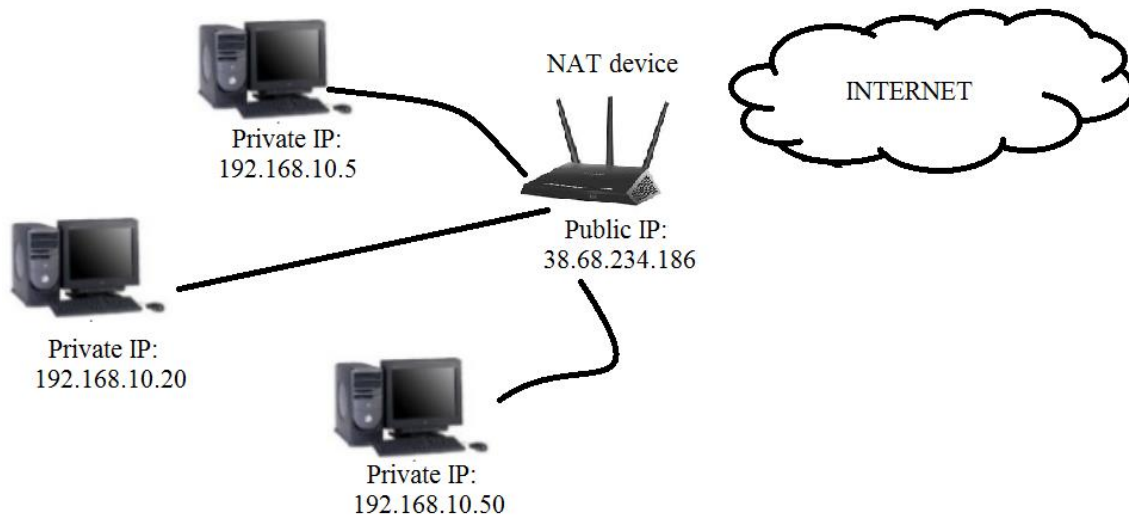 NAT device
INTERNET
Private IP:
192.168.10.5
Public IP:
38.68.234.186
Private IP:
192.168.10.20
Private IP:
192.168.10.50